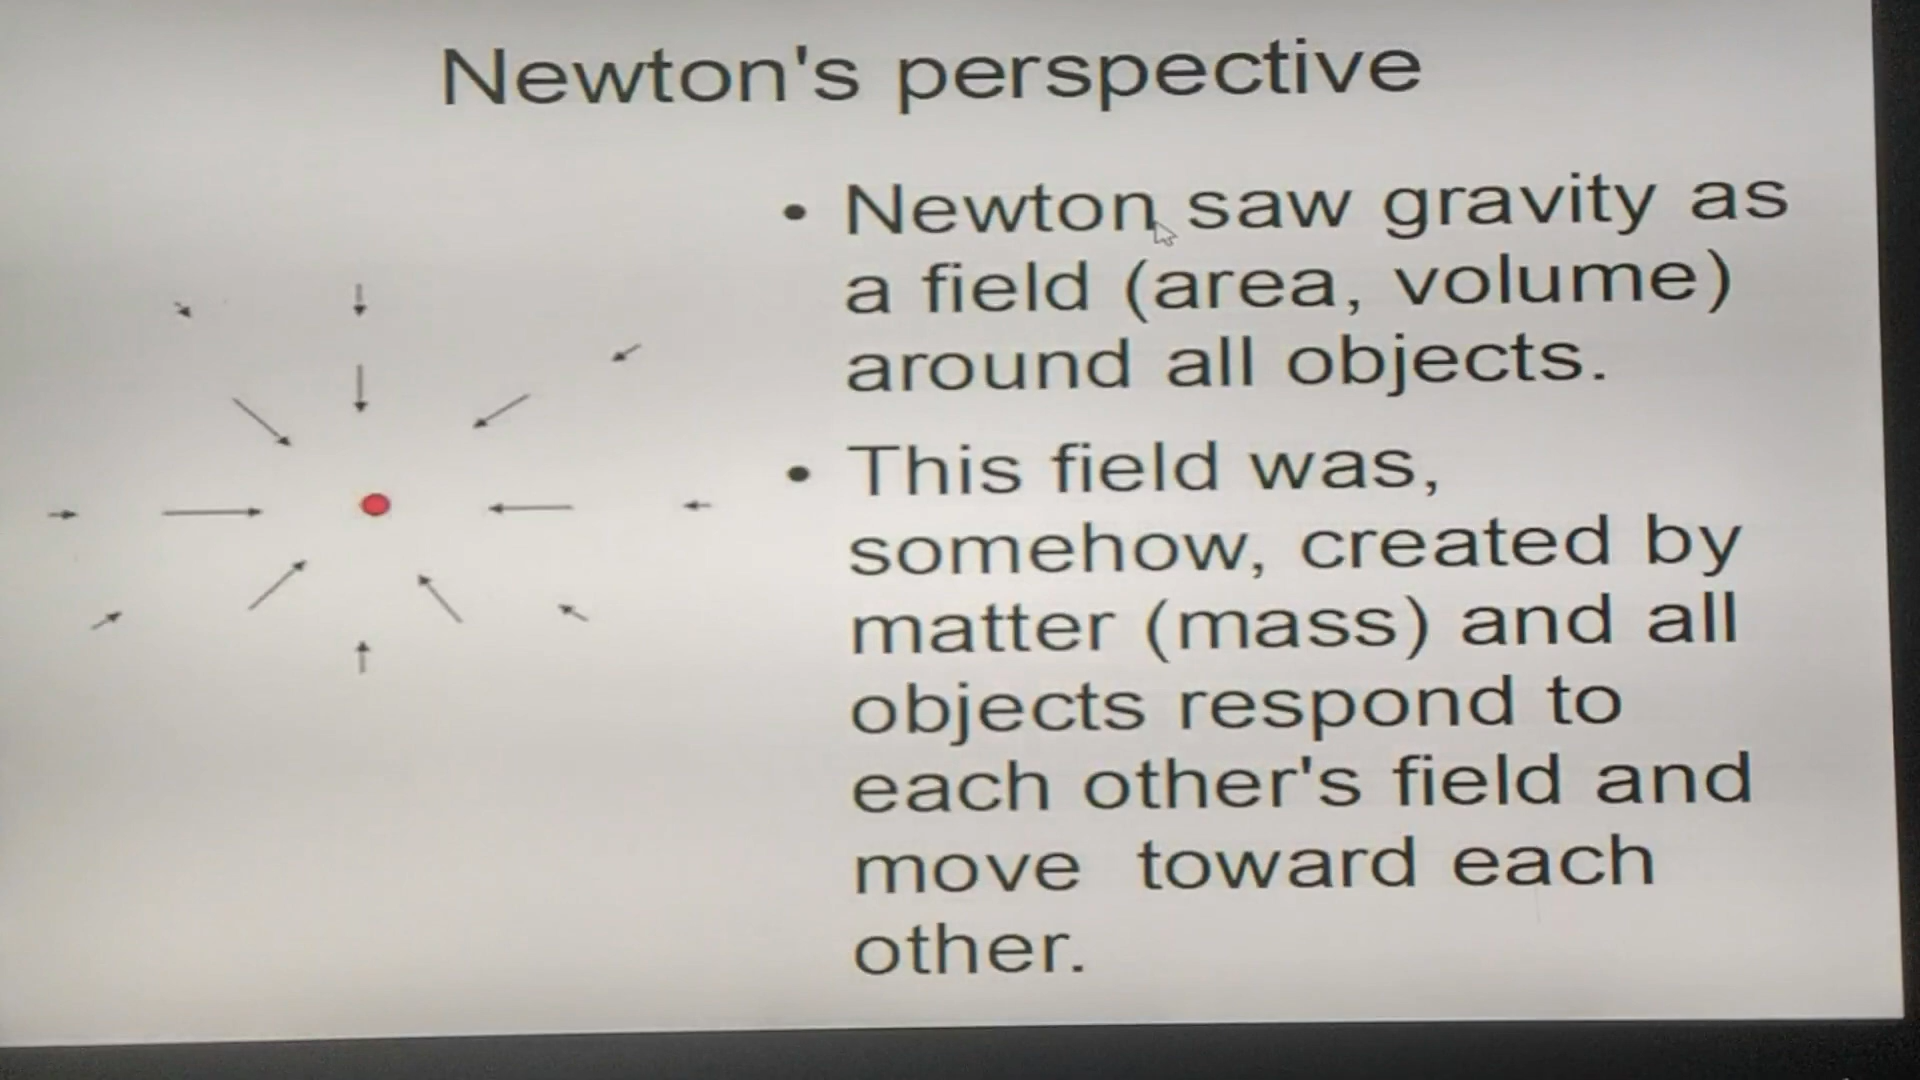 Newton's perspective
• Newton saw gravity as
a field (area, volume)
around all objects.
• This field was,
somehow, created by
matter (mass) and all
objects respond to
each other's field and
move toward each
other.